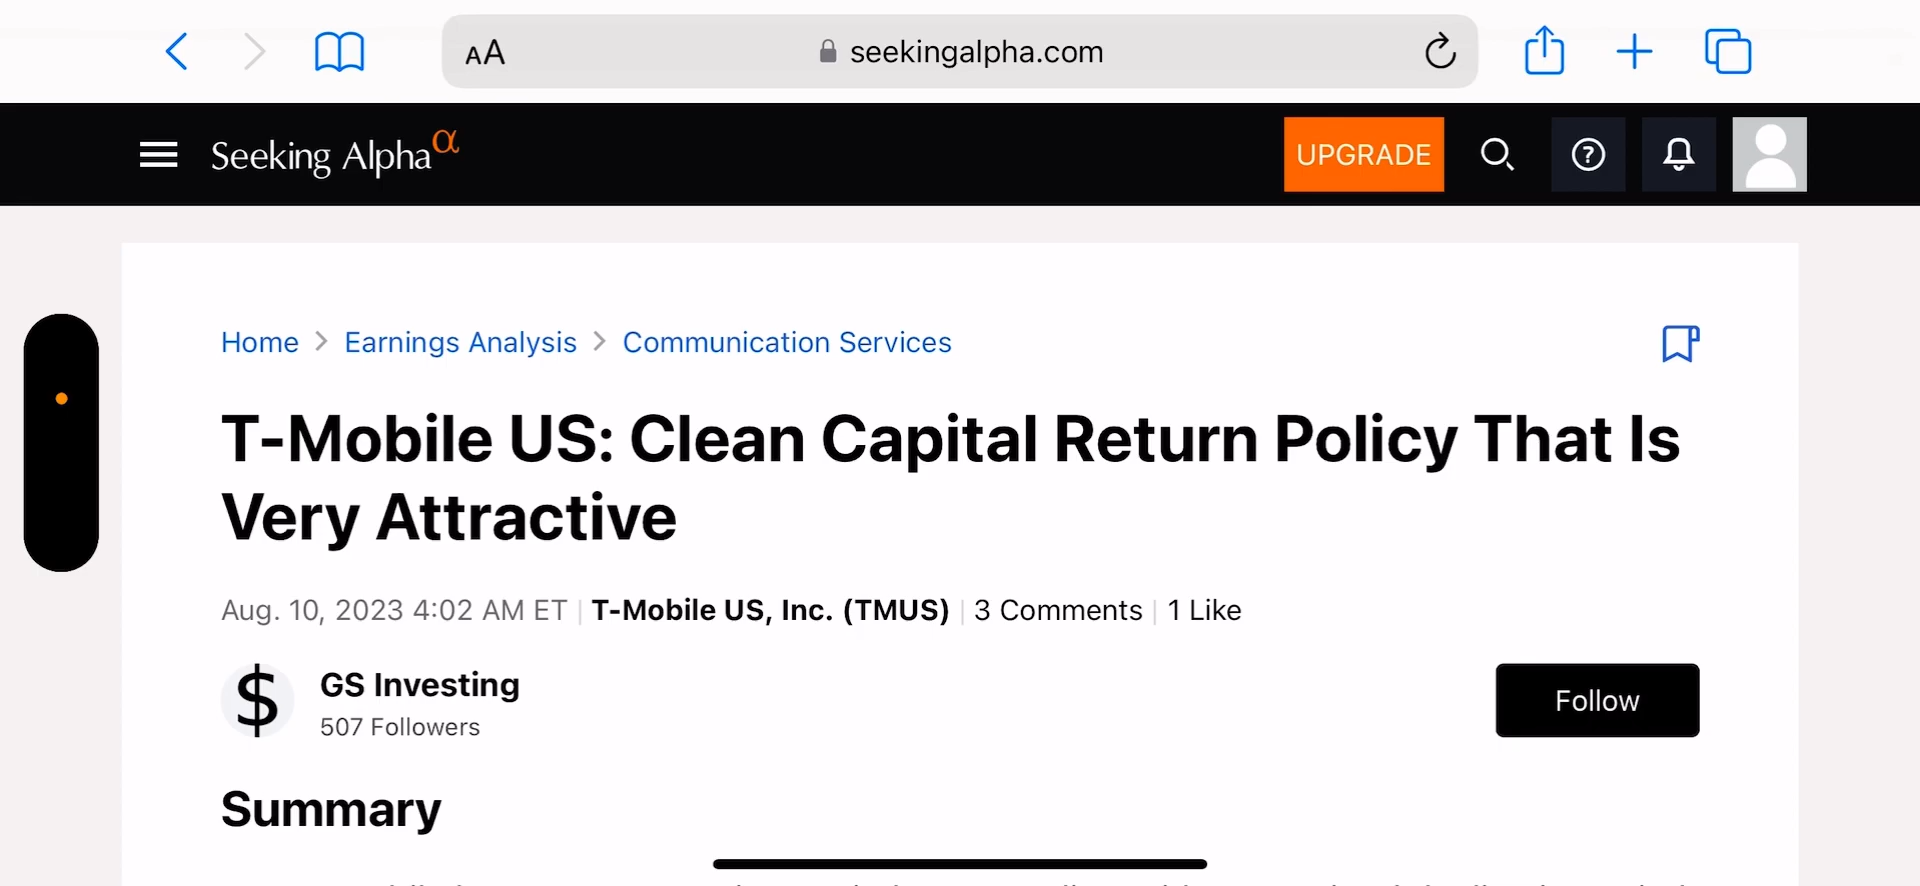 AA seekingalpha.com
Seeking Alpha α UPGRADE
Home > Earnings Analysis > Communication Services
T-Mobile US: Clean Capital Return Policy That Is
Very Attractive
Aug. 10, 2023 4:02 AM ET | T-Mobile US, Inc. (TMUS) | 3 Comments | 1 Like
$ GS Investing
507 Followers
Follow
Summary